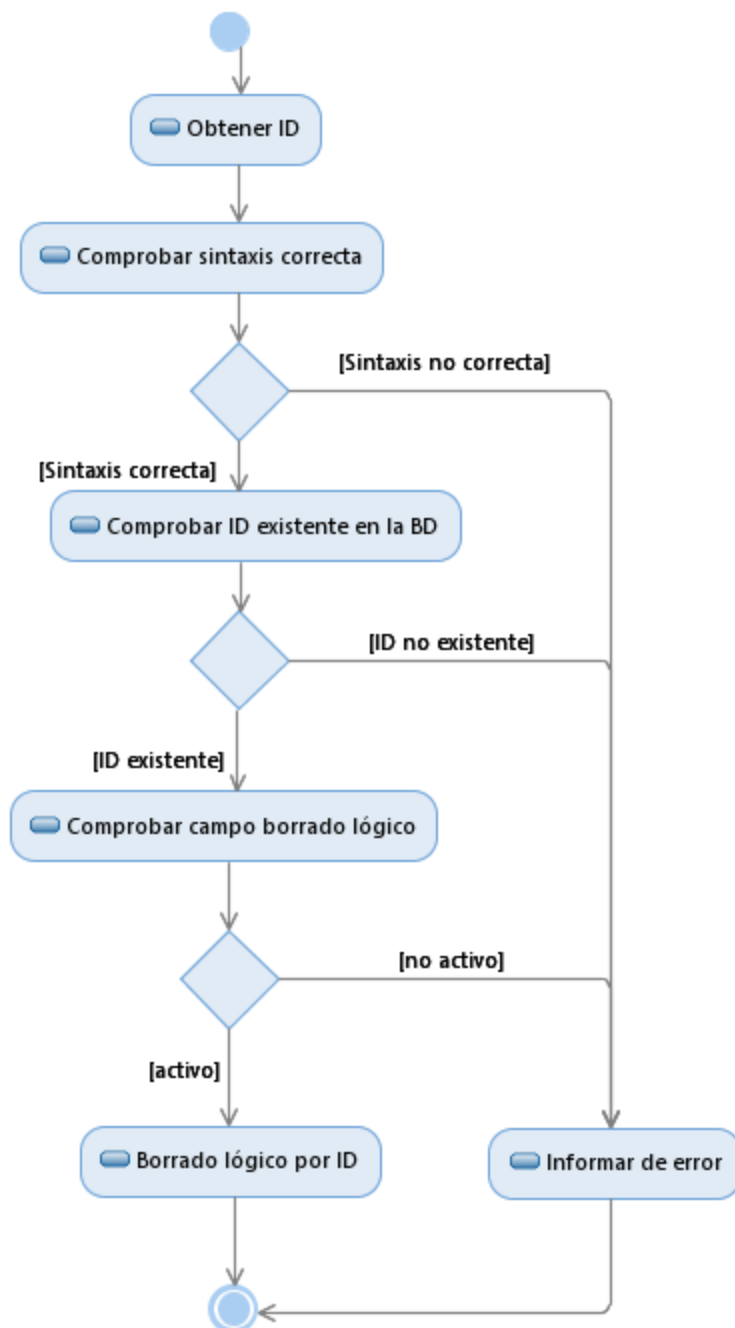 Obtener ID
Comprobar sintaxis correcta
[Sintaxis no correcta]
[Sintaxis correcta]
Comprobar ID existente en la BD
[ID no existente]
[ID existente]
Comprobar campo borrado lógico
[no activo]
[activo]
Borrado lógico por ID
Informar de error